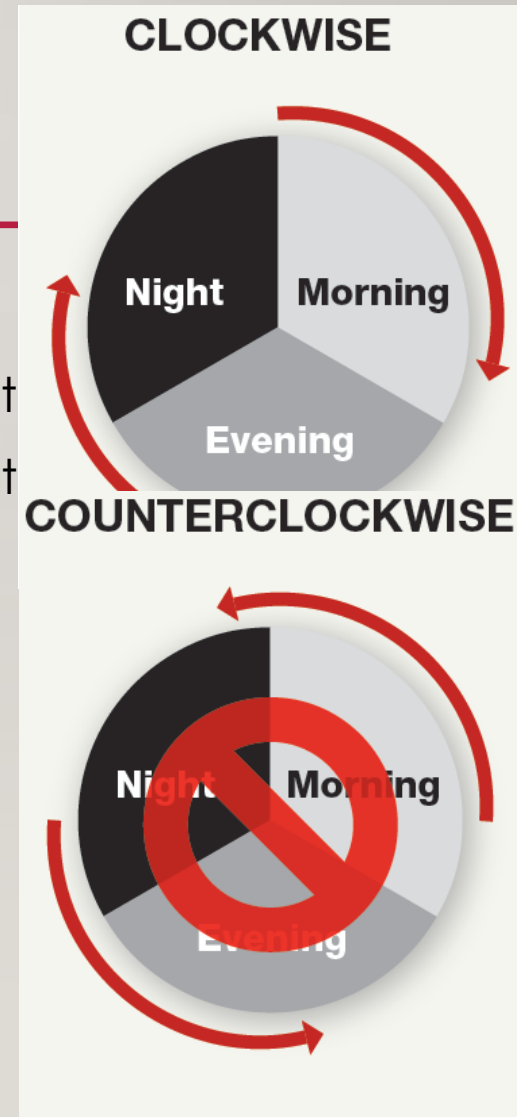 CLOCKWISE
Night Morning
Evening
t
t
COUNTERCLOCKWISE
Night Morning
Evening